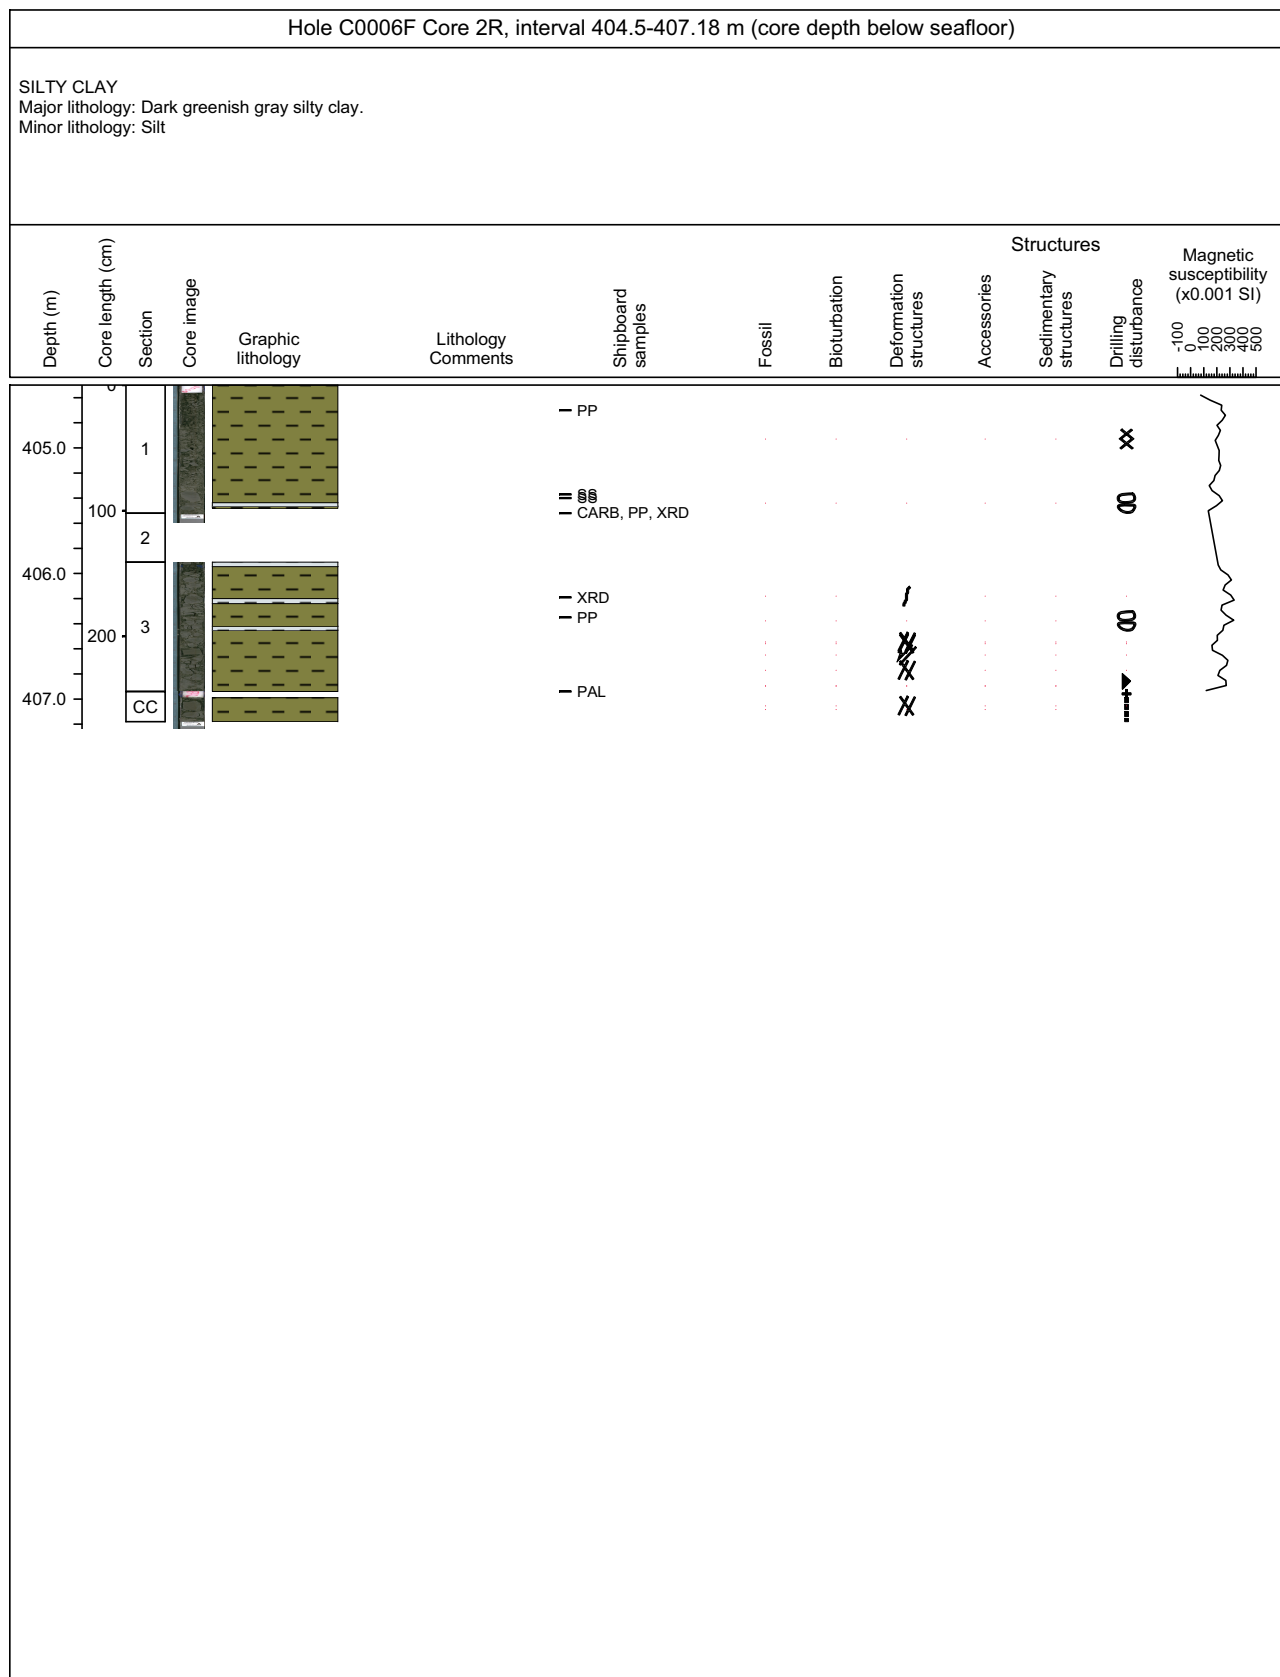 Hole C0006F Core 2R, interval 404.5-407.18 m (core depth below seafloor)
SILTY CLAY
Major lithology: Dark greenish gray silty clay.
Minor lithology: Silt
Depth (m)
Core length (cm)
Section
Core image
Graphic
lithology
Lithology
Comments
Shipboard
samples
Fossil
Bioturbation
Deformation
structures
Accessories
Structures
Sedimentary
structures
Drilling
disturbance
Magnetic
susceptibility
(x0.001 SI)
-100
0
100
200
300
400
500
0
PP
405.0
1
SS
SS
100
CARB, PP, XRD
2
406.0
XRD
PP
200
3
PAL
407.0
CC